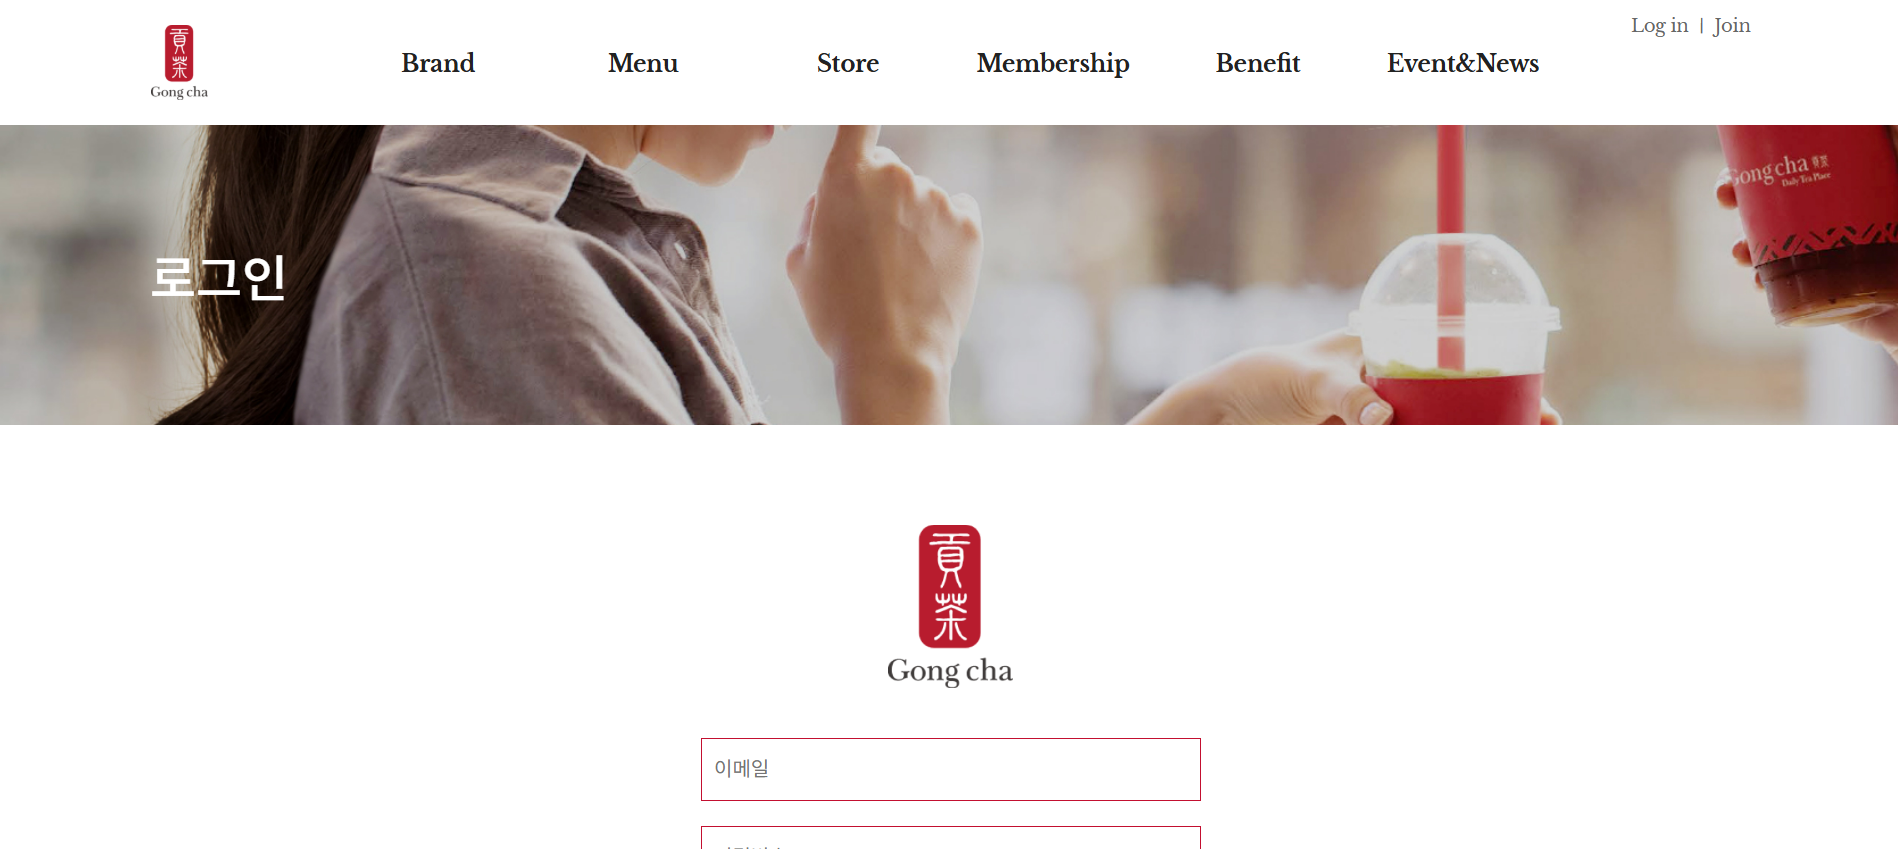 貢茶
Gong cha
Brand
Menu
Store
Membership
Benefit
Event&News
Log in | Join
로그인
Gong cha 貢茶
Daily Tea Place
貢茶
Gong cha
이메일